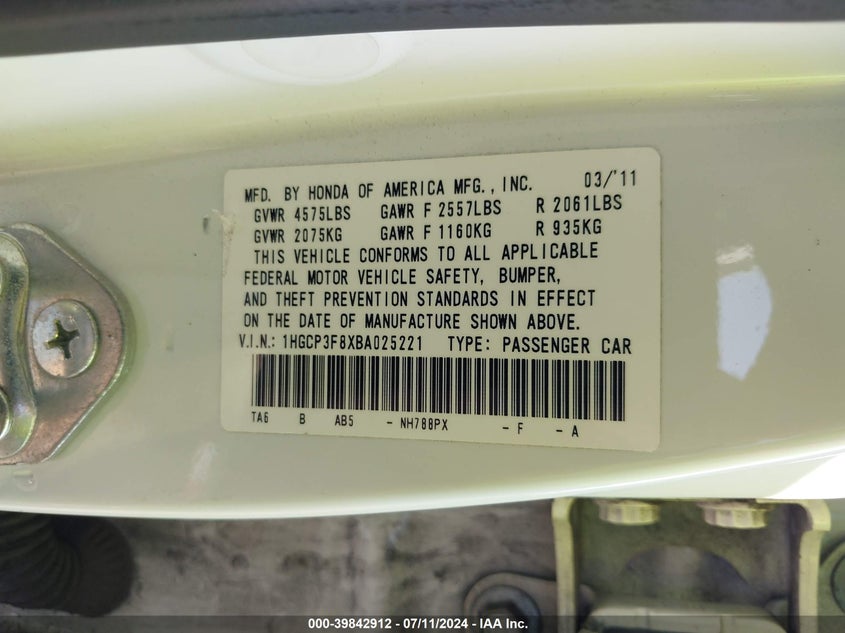 MFD. BY HONDA OF AMERICA MFG., INC. 03/'11
GVWR 4575LBS GAWR F 2557LBS R 2061LBS
GVWR 2075KG GAWR F 1160KG R 935KG
THIS VEHICLE CONFORMS TO ALL APPLICABLE
FEDERAL MOTOR VEHICLE SAFETY, BUMPER,
AND THEFT PREVENTION STANDARDS IN EFFECT
ON THE DATE OF MANUFACTURE SHOWN ABOVE.
V.I.N.: 1HGCP3F8XBA025221 TYPE: PASSENGER CAR
TA6 B AB5 - NH788PX - F - A
000-39842912 - 07/11/2024 - IAA Inc.